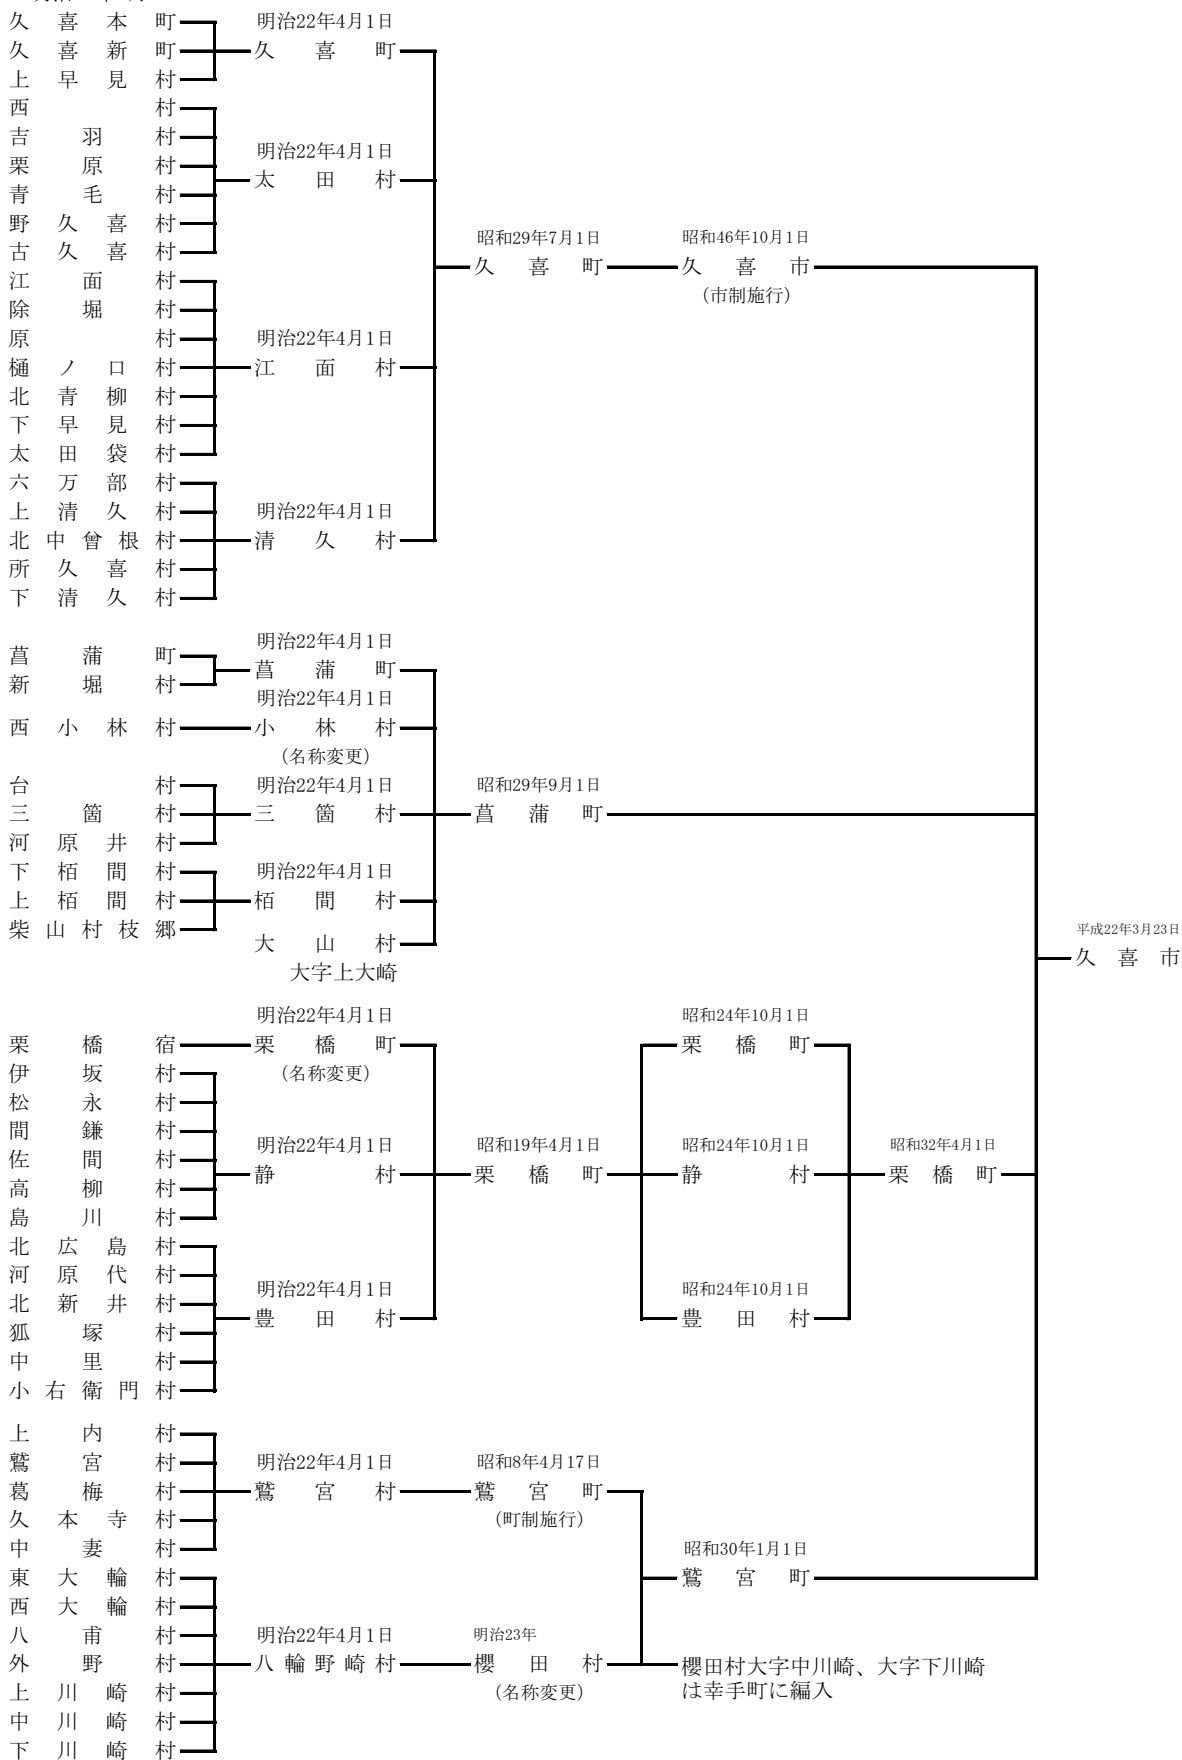 久喜本町
明治22年4月1日
久喜新町
久喜町
上早見村
西村
吉羽村
明治22年4月1日
栗原村
太田村
青毛村
野久喜村
古久喜村
昭和29年7月1日
昭和46年10月1日
久喜町
久喜市
(市制施行)
江面村
除堀村
原村
明治22年4月1日
樋ノ口村
江面村
北青柳村
下早見村
太田袋村
六万部村
上清久村
明治22年4月1日
北中曾根村
清久村
所久喜村
下清久村
明治22年4月1日
菖蒲町
菖蒲町
新堀村
明治22年4月1日
西小林村
小林村
(名称変更)
台村
明治22年4月1日
昭和29年9月1日
三箇村
三箇村
菖蒲町
河原井村
下栢間村
明治22年4月1日
上栢間村
栢間村
柴山村枝郷
大山村
大字上大崎
平成22年3月23日
久喜市
明治22年4月1日
昭和24年10月1日
栗橋宿
栗橋町
栗橋町
(名称変更)
伊坂村
松永村
間鎌村
明治22年4月1日
昭和19年4月1日
昭和24年10月1日
昭和32年4月1日
佐間村
静村
栗橋町
静村
栗橋町
高柳村
島川村
北広島村
河原代村
明治22年4月1日
昭和24年10月1日
北新井村
豊田村
豊田村
狐塚村
中里村
小右衛門村
上内村
鷲宮村
明治22年4月1日
昭和8年4月17日
葛梅村
鷲宮村
鷲宮町
(町制施行)
久本寺村
中妻村
昭和30年1月1日
鷲宮町
東大輪村
西大輪村
八甫村
明治22年4月1日
明治23年
外野村
八輪野崎村
櫻田村
(名称変更)
櫻田村大字中川崎、大字下川崎
は幸手町に編入
上川崎村
中川崎村
下川崎村